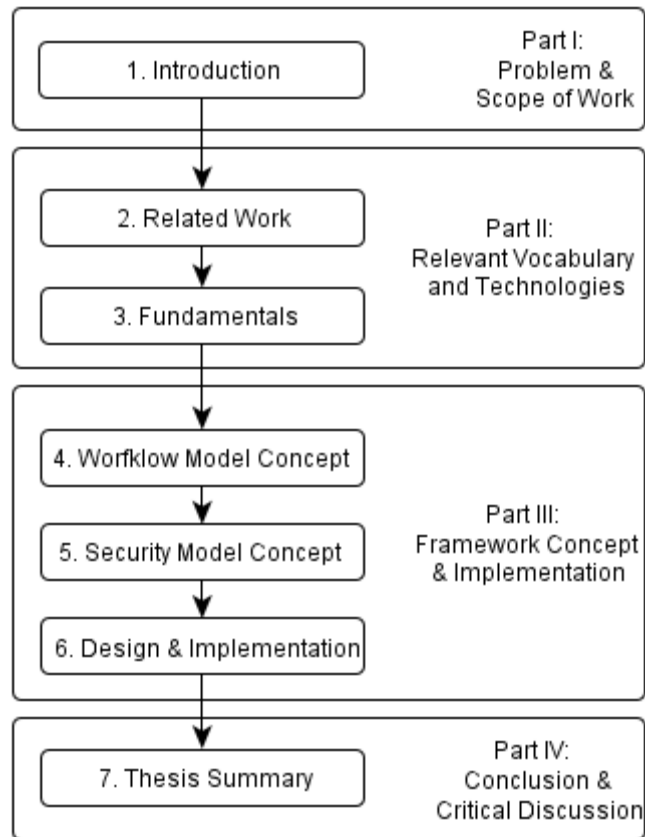 1. Introduction
Part I:
Problem &
Scope of Work
2. Related Work
3. Fundamentals
Part II:
Relevant Vocabulary
and Technologies
4. Worfklow Model Concept
5. Security Model Concept
6. Design & Implementation
Part III:
Framework Concept
& Implementation
7. Thesis Summary
Part IV:
Conclusion &
Critical Discussion